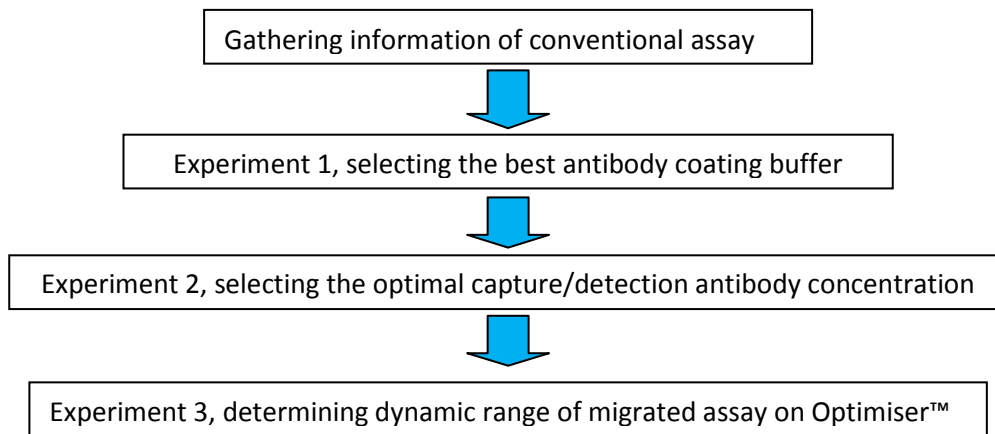 Gathering information of conventional assay
Experiment 1, selecting the best antibody coating buffer
Experiment 2, selecting the optimal capture/detection antibody concentration
Experiment 3, determining dynamic range of migrated assay on Optimiser™